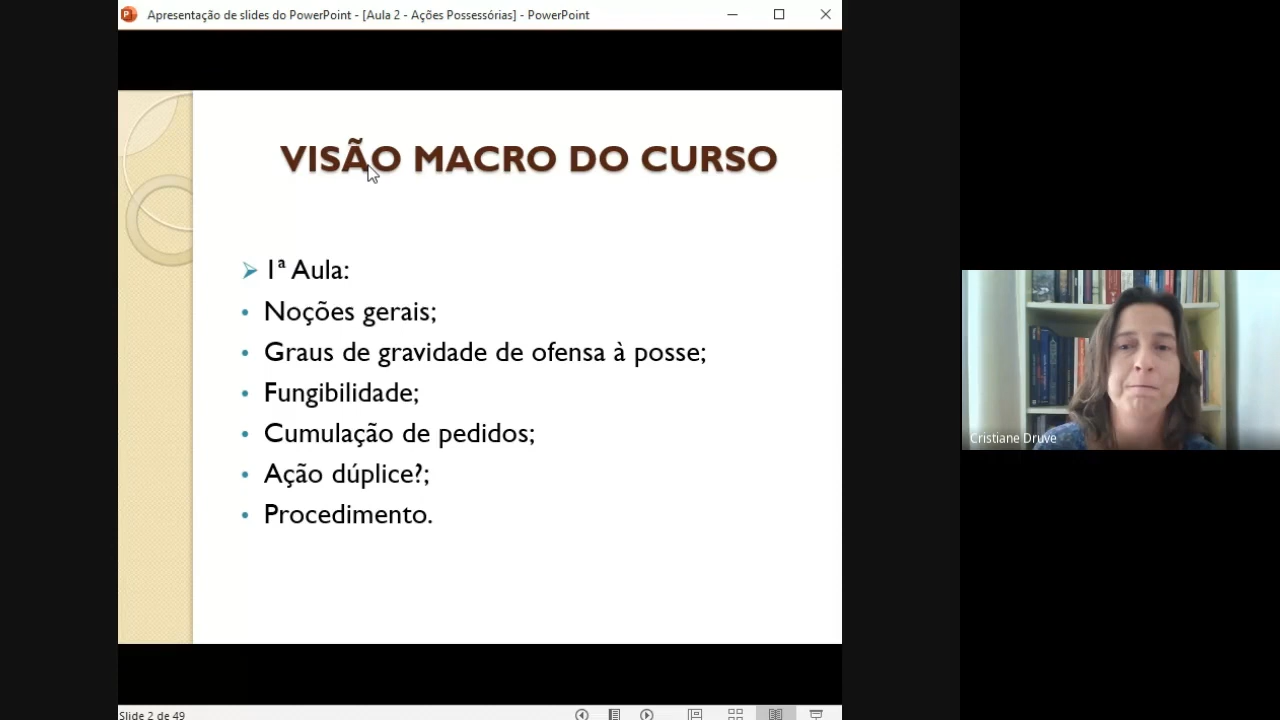 Apresentação de slides do PowerPoint - [Aula 2 - Ações Possessórias] - PowerPoint
VISÃO MACRO DO CURSO
1ª Aula:
Noções gerais;
Graus de gravidade de ofensa à posse;
Fungibilidade;
Cumulação de pedidos;
Ação dúplice?;
Procedimento.
Cristiane Druve
Slide 2 de 49